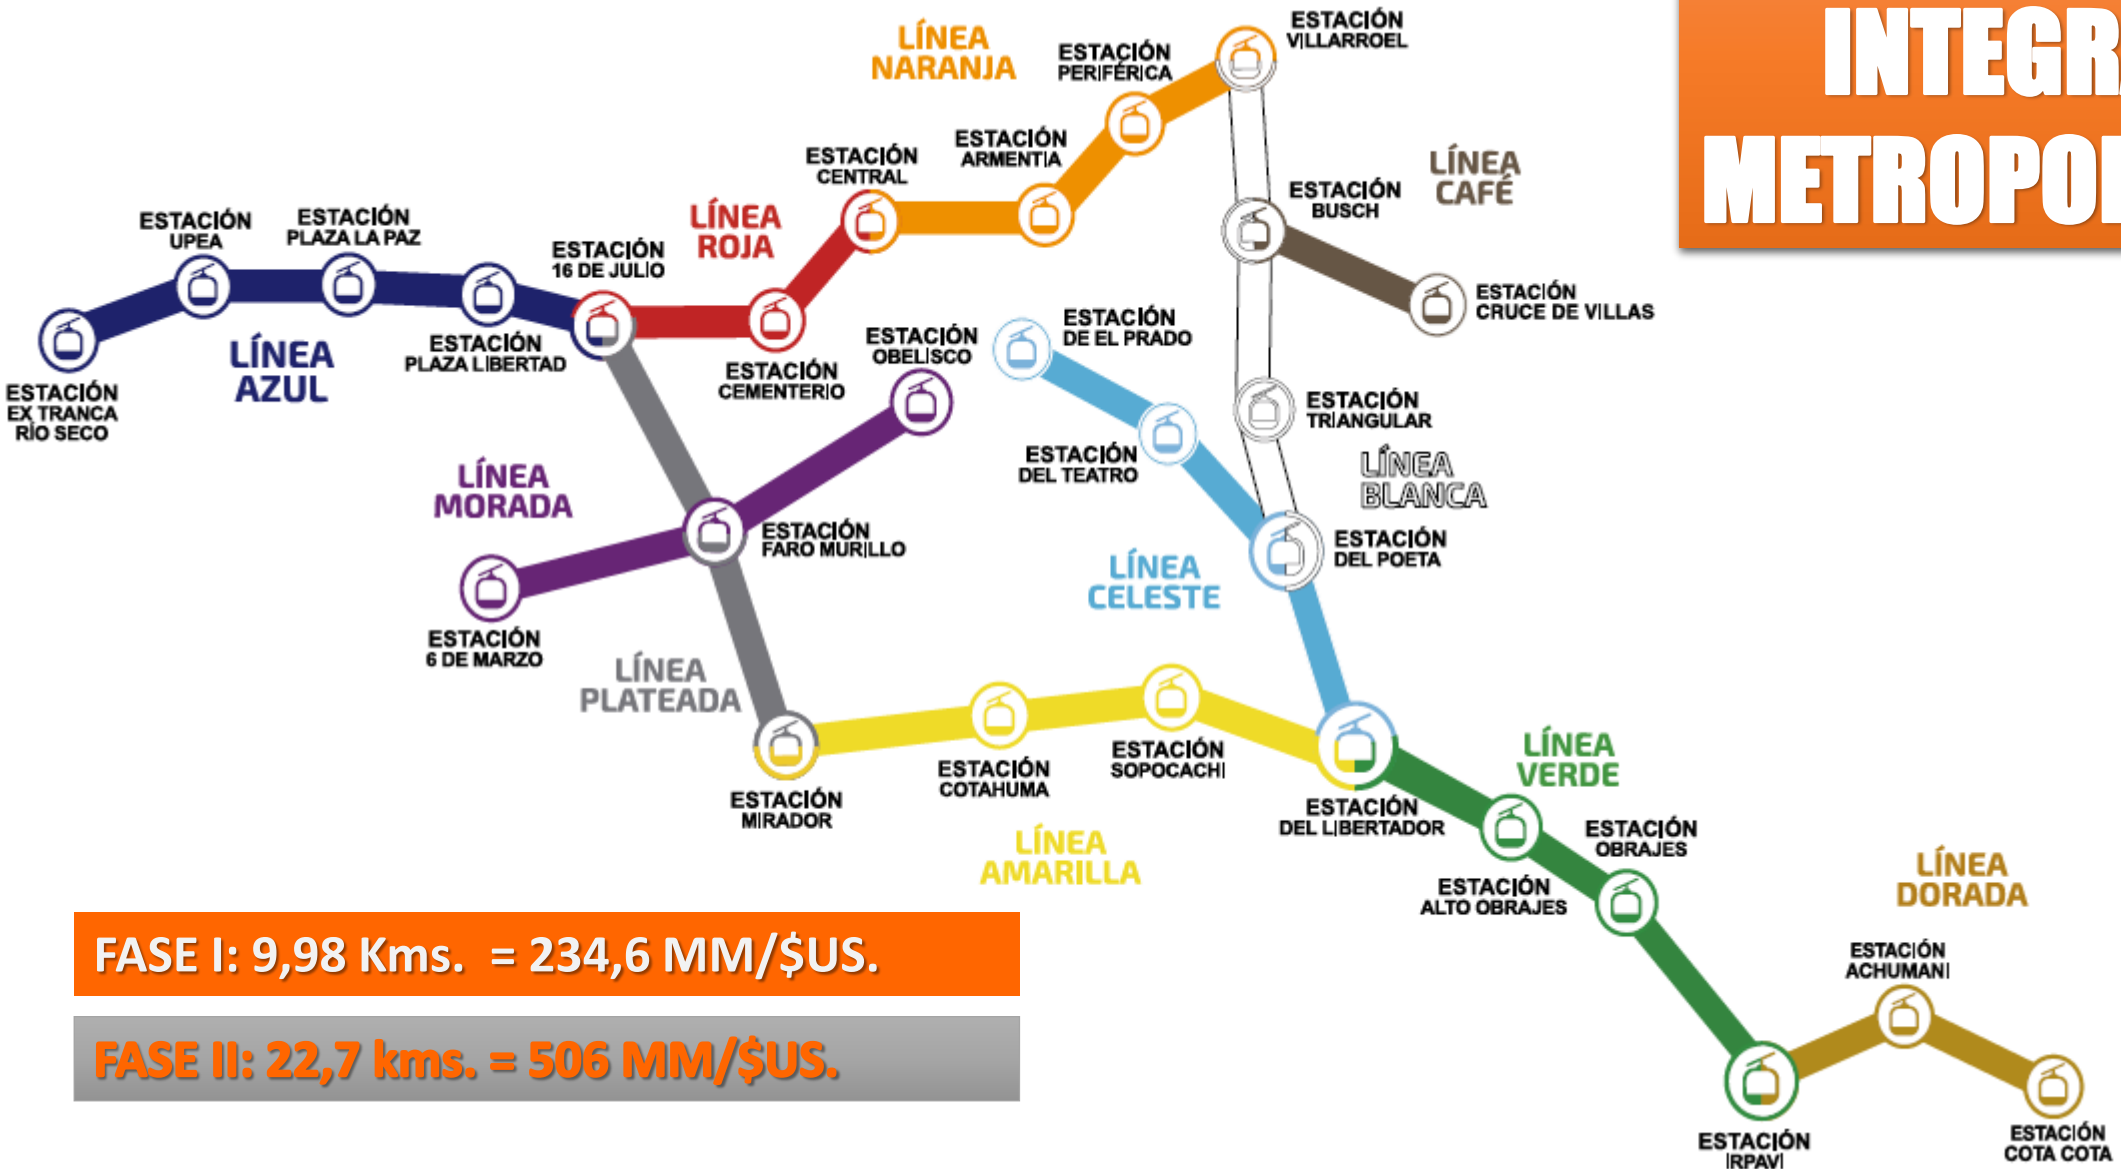 INTEGRA
METROPOL
LÍNEA
NARANJA
ESTACIÓN
PERIFÉRICA
ESTACIÓN
VILLARROEL
ESTACIÓN
CENTRAL
ESTACIÓN
ARMENTIA
LÍNEA
CAFÉ
ESTACIÓN
BUSCH
ESTACIÓN
UPEA
ESTACIÓN
PLAZA LA PAZ
ESTACIÓN
16 DE JULIO
LÍNEA
ROJA
ESTACIÓN
CRUCE DE VILLAS
ESTACIÓN
EX TRANCA
RÍO SECO
LÍNEA
AZUL
ESTACIÓN
PLAZA LIBERTAD
ESTACIÓN
CEMENTERIO
ESTACIÓN
OBELISCO
ESTACIÓN
DE EL PRADO
ESTACIÓN
TRIANGULAR
LÍNEA
MORADA
ESTACIÓN
DEL TEATRO
LÍNEA
BLANCA
ESTACIÓN
FARO MURILLO
ESTACIÓN
DEL POETA
LÍNEA
CELESTE
ESTACIÓN
6 DE MARZO
LÍNEA
PLATEADA
ESTACIÓN
MIRADOR
ESTACIÓN
COTAHUMA
ESTACIÓN
SOPOCACHI
LÍNEA
AMARILLA
ESTACIÓN
DEL LIBERTADOR
LÍNEA
VERDE
ESTACIÓN
OBRAJES
ESTACIÓN
ALTO OBRAJES
LÍNEA
DORADA
ESTACIÓN
ACHUMANI
ESTACIÓN
IRPAVI
ESTACIÓN
COTA COTA
FASE I: 9,98 Kms. = 234,6 MM/$US.
FASE II: 22,7 kms. = 506 MM/$US.